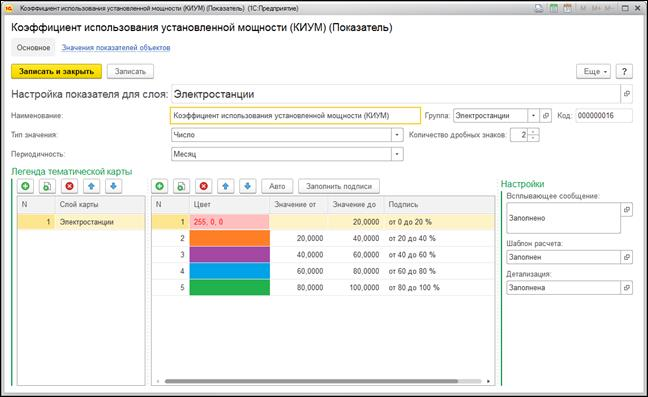 Коэффициент использования установленной мощности (КИУМ) (Показатель) (1С:Предприятие)
M M+ M-
Коэффициент использования установленной мощности (КИУМ) (Показатель)
Основное Значения показателей объектов
Записать и закрыть Записать Еще ?
Настройка показателя для слоя: Электростанции
Наименование: Коэффициент использования установленной мощности (КИУМ) Группа: Электростанции Код: 000000016
Тип значения: Число Количество дробных знаков: 2
Периодичность: Месяц
Легенда тематической карты Настройки
Авто Заполнить подписи
N Слой карты N Цвет Значение от Значение до Подпись
1 Электростанции 1 255, 0, 0 20,0000 от 0 до 20 %
2 20,0000 40,0000 от 20 до 40 %
3 40,0000 60,0000 от 40 до 60 %
4 60,0000 80,0000 от 60 до 80 %
5 80,0000 100,0000 от 80 до 100 %
Всплывающее сообщение:
Заполнено
Шаблон расчета:
Заполнен
Детализация:
Заполнена